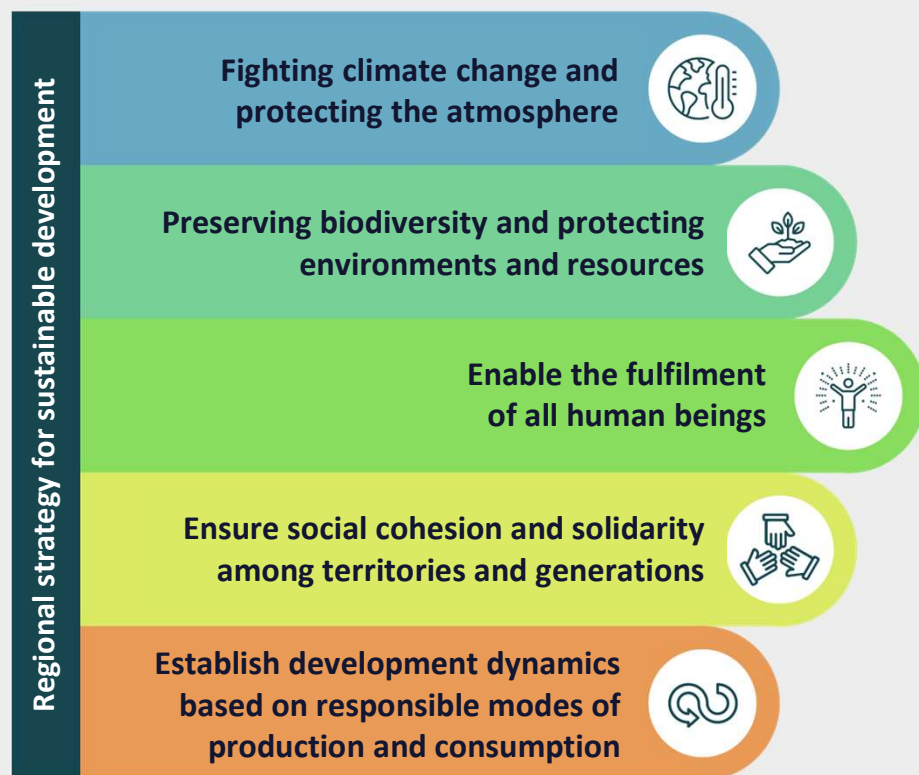 Regional strategy for sustainable development
Fighting climate change and
protecting the atmosphere
Preserving biodiversity and protecting
environments and resources
Enable the fulfilment
of all human beings
Ensure social cohesion and solidarity
among territories and generations
Establish development dynamics
based on responsible modes of
production and consumption